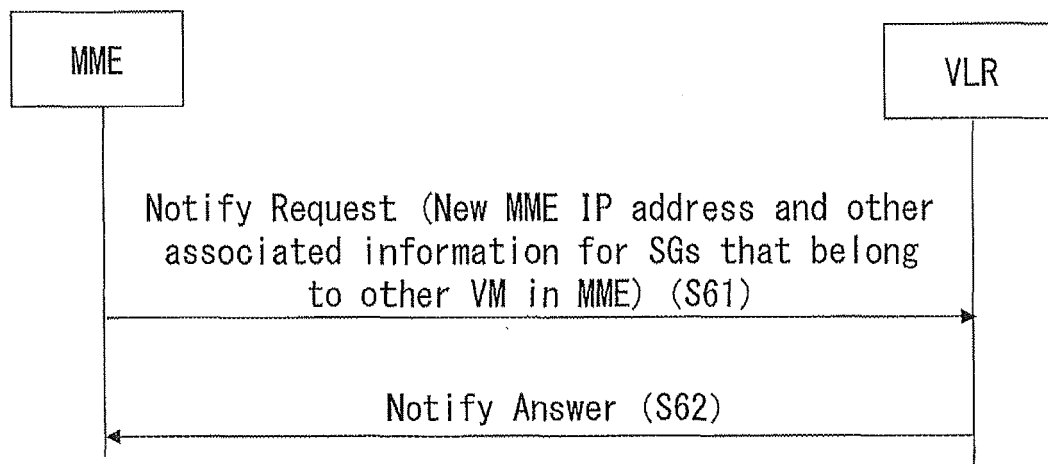 MME
VLR
Notify Request (New MME IP address and other
associated information for SGs that belong
to other VM in MME) (S61)
Notify Answer (S62)